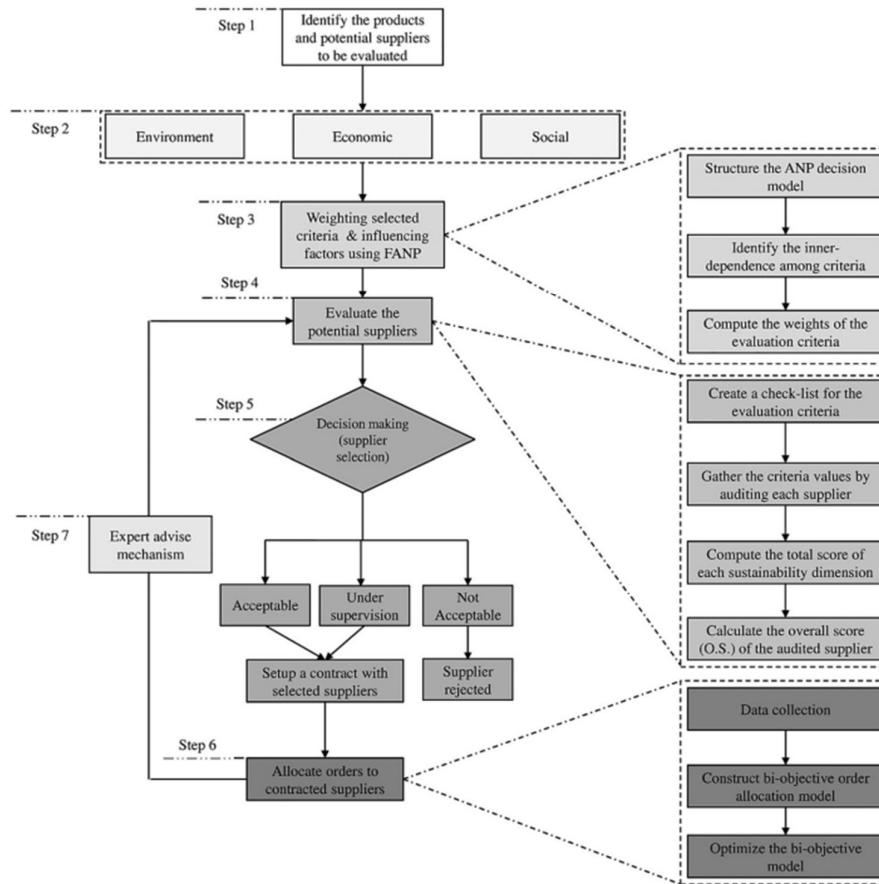 Step 1
Identify the products
and potential suppliers
to be evaluated
Step 2
Environment
Economic
Social
Step 3
Weighting selected
criteria & influencing
factors using FANP
Structure the ANP decision
model
Identify the inner-
dependence among criteria
Compute the weights of the
evaluation criteria
Step 4
Evaluate the
potential suppliers
Create a check-list for the
evaluation criteria
Gather the criteria values by
auditing each supplier
Compute the total score of
each sustainability dimension
Calculate the overall score
(O.S.) of the audited supplier
Step 5
Decision making
(supplier
selection)
Step 7
Expert advise
mechanism
Acceptable
Under
supervision
Not
Acceptable
Setup a contract with
selected suppliers
Supplier
rejected
Step 6
Allocate orders to
contracted suppliers
Data collection
Construct bi-objective order
allocation model
Optimize the bi-objective
model